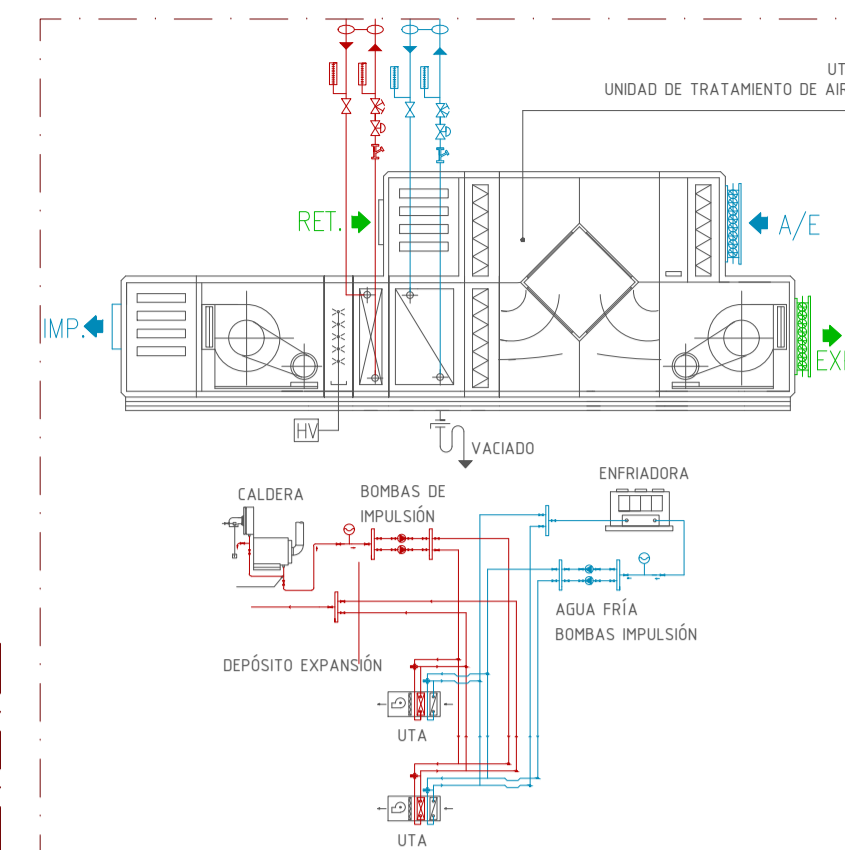 UT
UNIDAD DE TRATAMIENTO DE AIR
RET.
A/E
IMP.
EX
HV
VACIADO
CALDERA
BOMBAS DE
IMPULSIÓN
ENFRIADORA
AGUA FRÍA
BOMBAS IMPULSIÓN
DEPÓSITO EXPANSIÓN
UTA
UTA